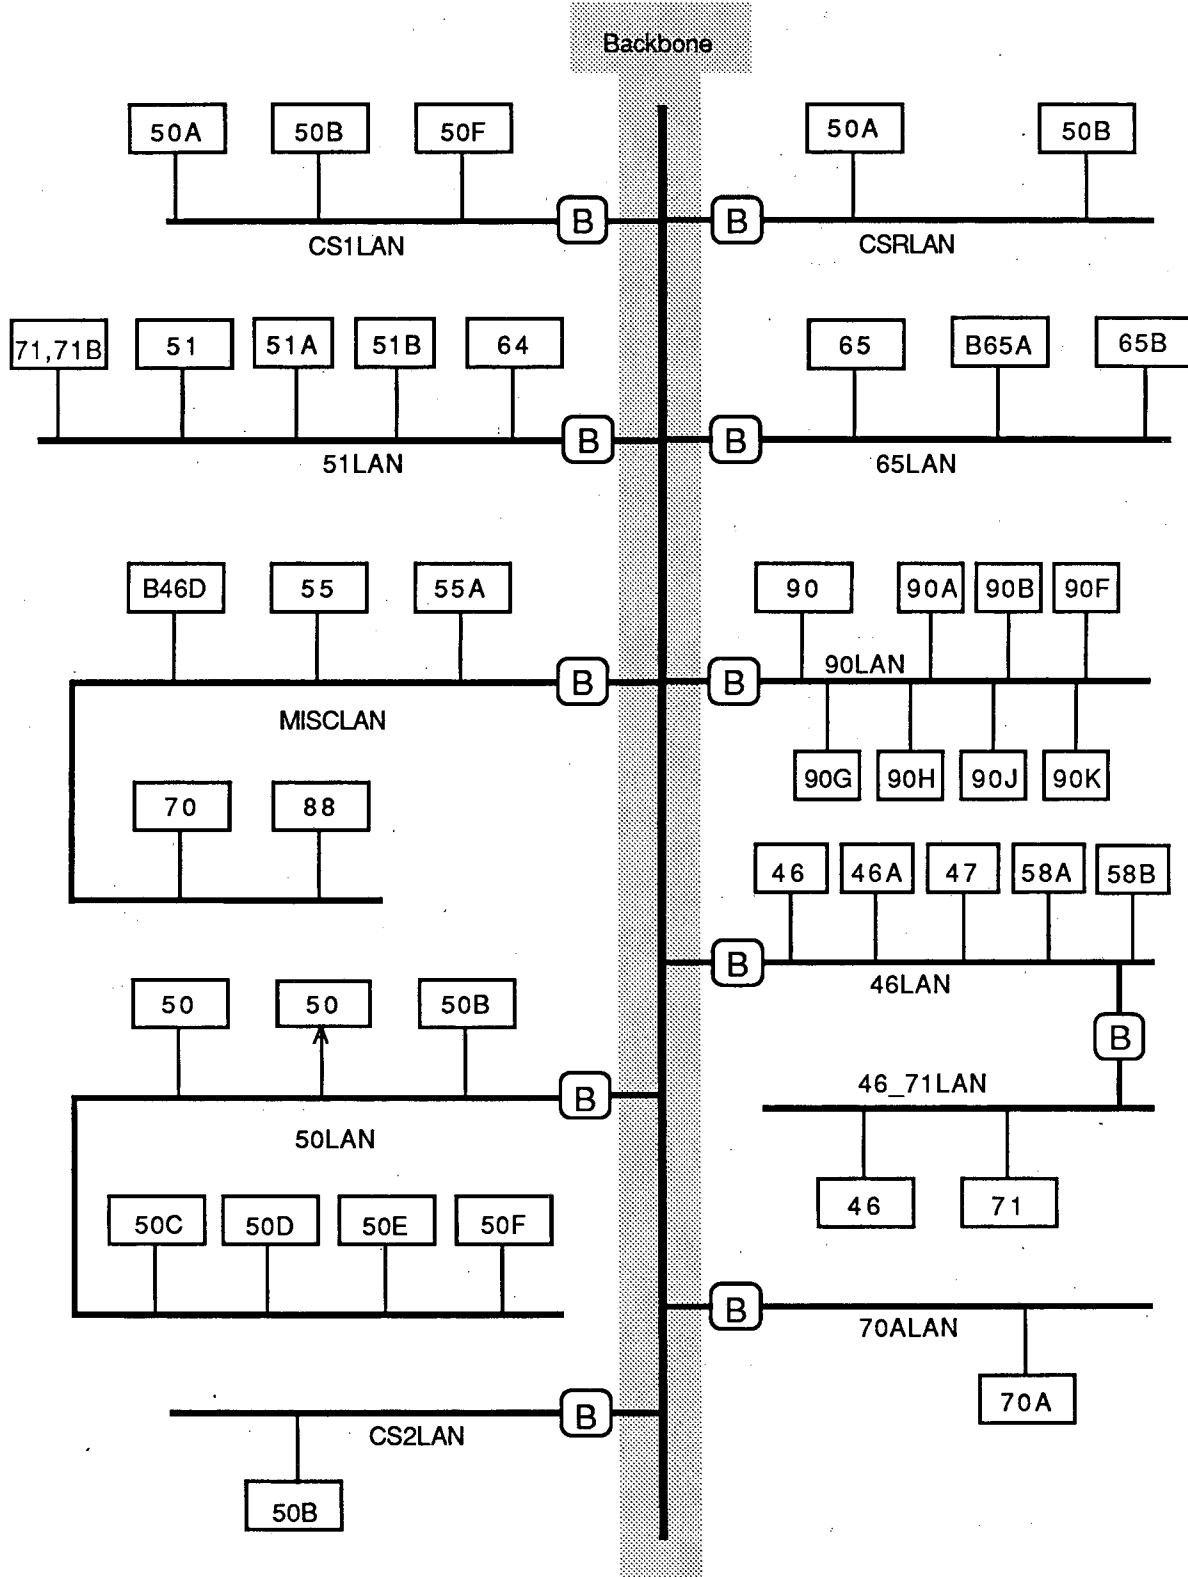 Backbone
50A 50B 50F
50A 50B
B B
CS1LAN CSRLAN
71,71B 51 51A 51B 64
65 B65A 65B
B B
51LAN 65LAN
B46D 55 55A
90 90A 90B 90F
90LAN
B B
MISCLAN
90G 90H 90J 90K
70 88
46 46A 47 58A 58B
B
46LAN
50 50A 50B
B
46_71LAN
B
50LAN
46 71
50C 50D 50E 50F
B
70ALAN
70A
B
CS2LAN
50B